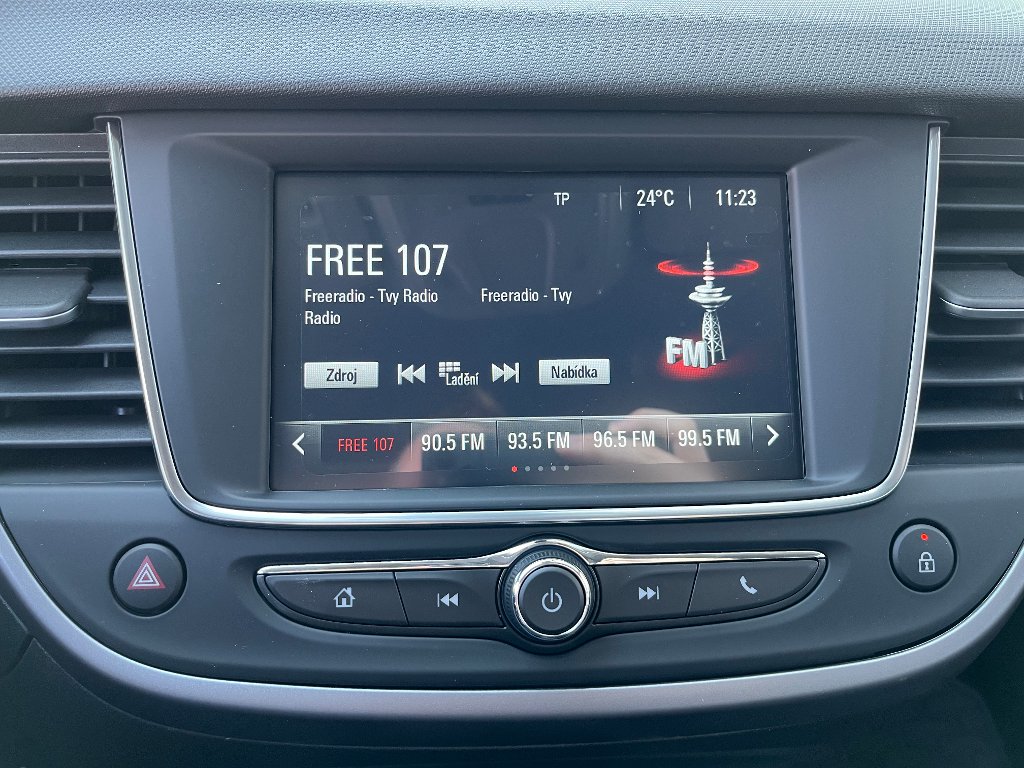 TP 24°C 11:23
FREE 107
Freeradio - Tvy Radio Freeradio - Tvy
Radio
FM
Zdroj Ladění Nabídka
FREE 107 90.5 FM 93.5 FM 96.5 FM 99.5 FM